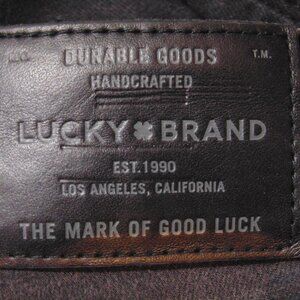 DURABLE GOODS T.M.
HANDCRAFTED
LUCKY BRAND
EST.1990
LOS ANGELES, CALIFORNIA
THE MARK OF GOOD LUCK